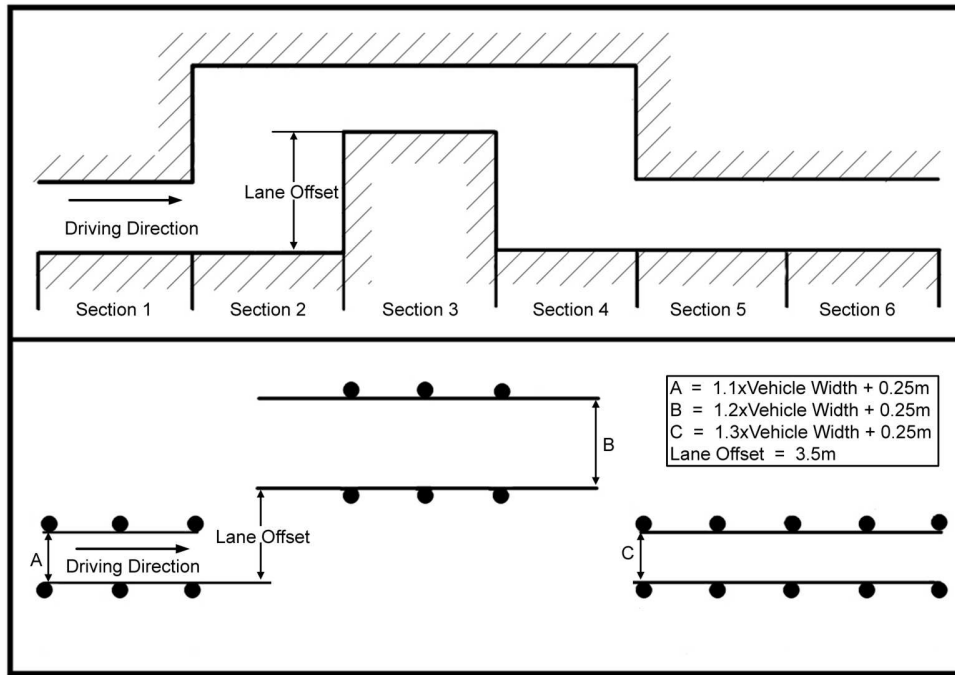 Lane Offset
Driving Direction
Section 1
Section 2
Section 3
Section 4
Section 5
Section 6
A = 1.1xVehicle Width + 0.25m
B = 1.2xVehicle Width + 0.25m
C = 1.3xVehicle Width + 0.25m
Lane Offset = 3.5m
B
Lane Offset
A
Driving Direction
C